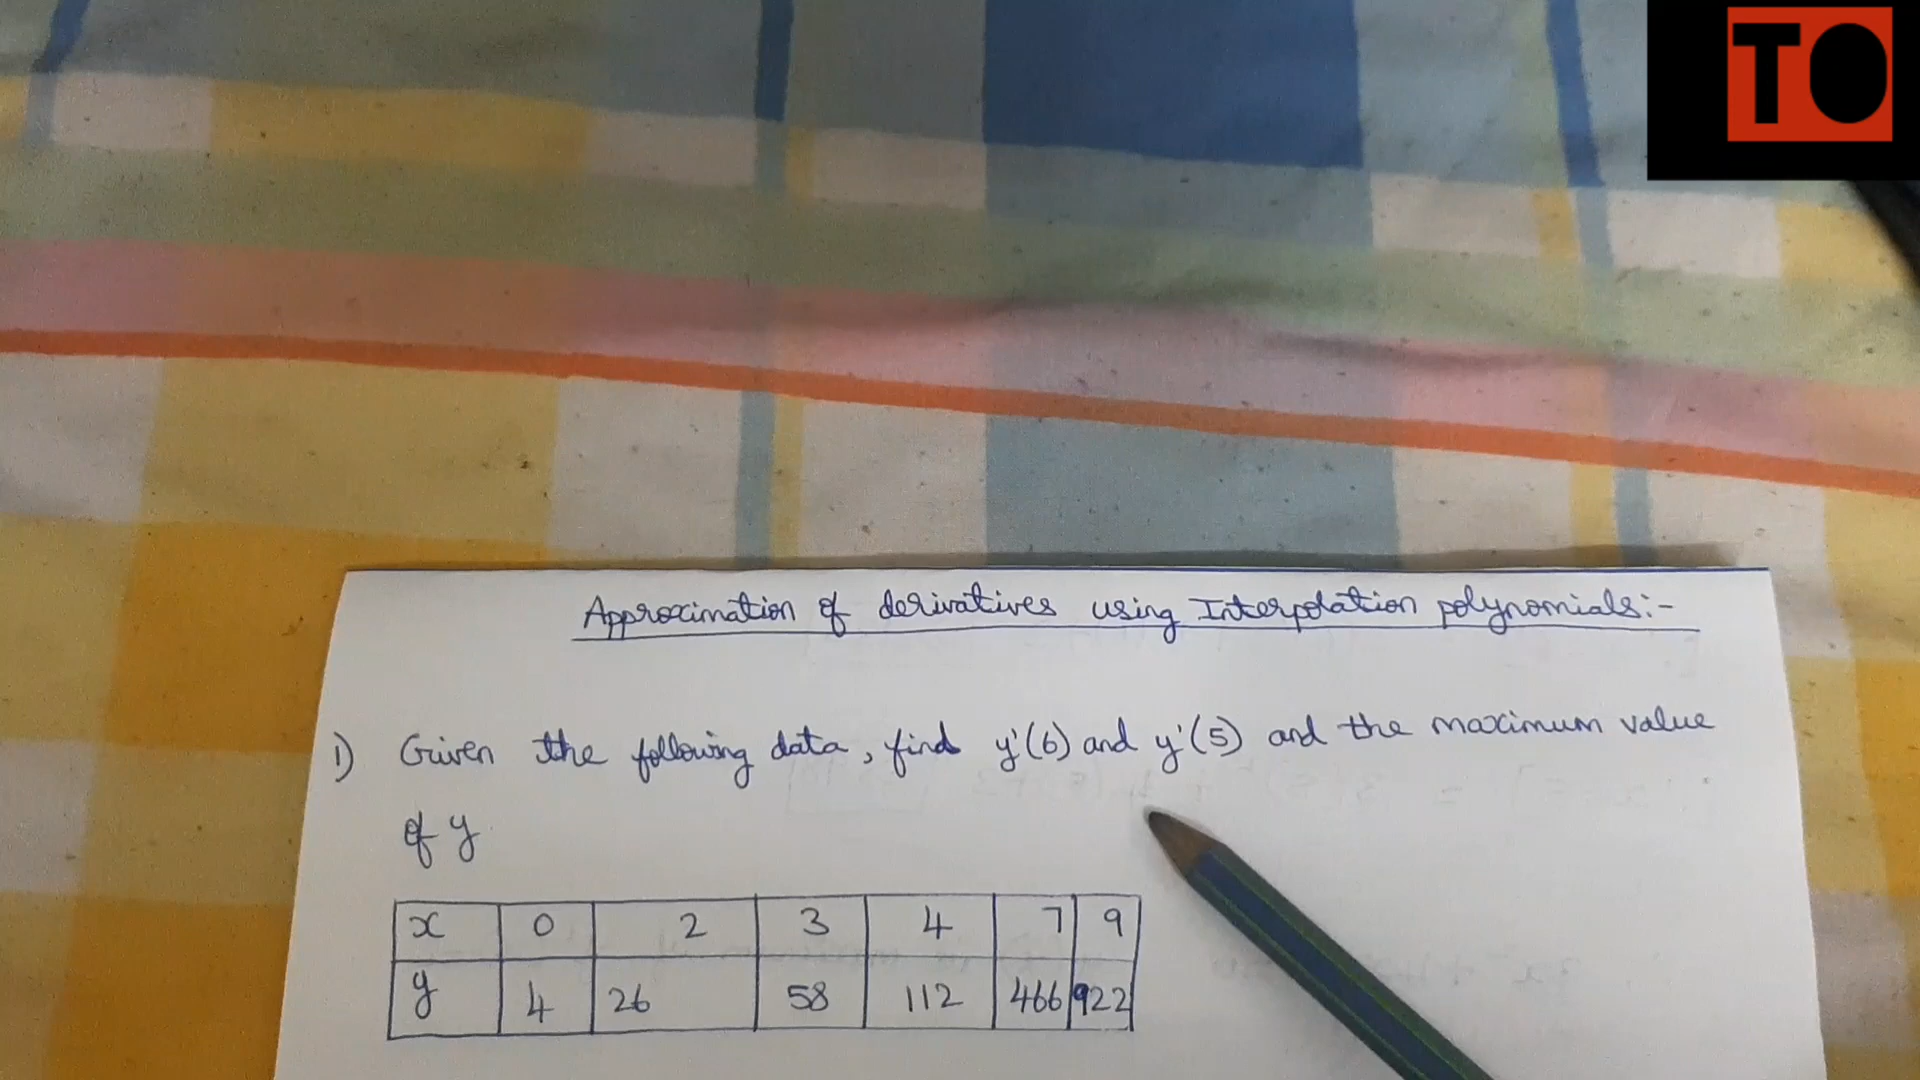 TO
Approximation of derivatives using Interpolation polynomials:-
1) Given the following data, find y'(6) and y'(5) and the maximum value
of y
x 0 2 3 4 7 9
y 4 26 58 112 466 922